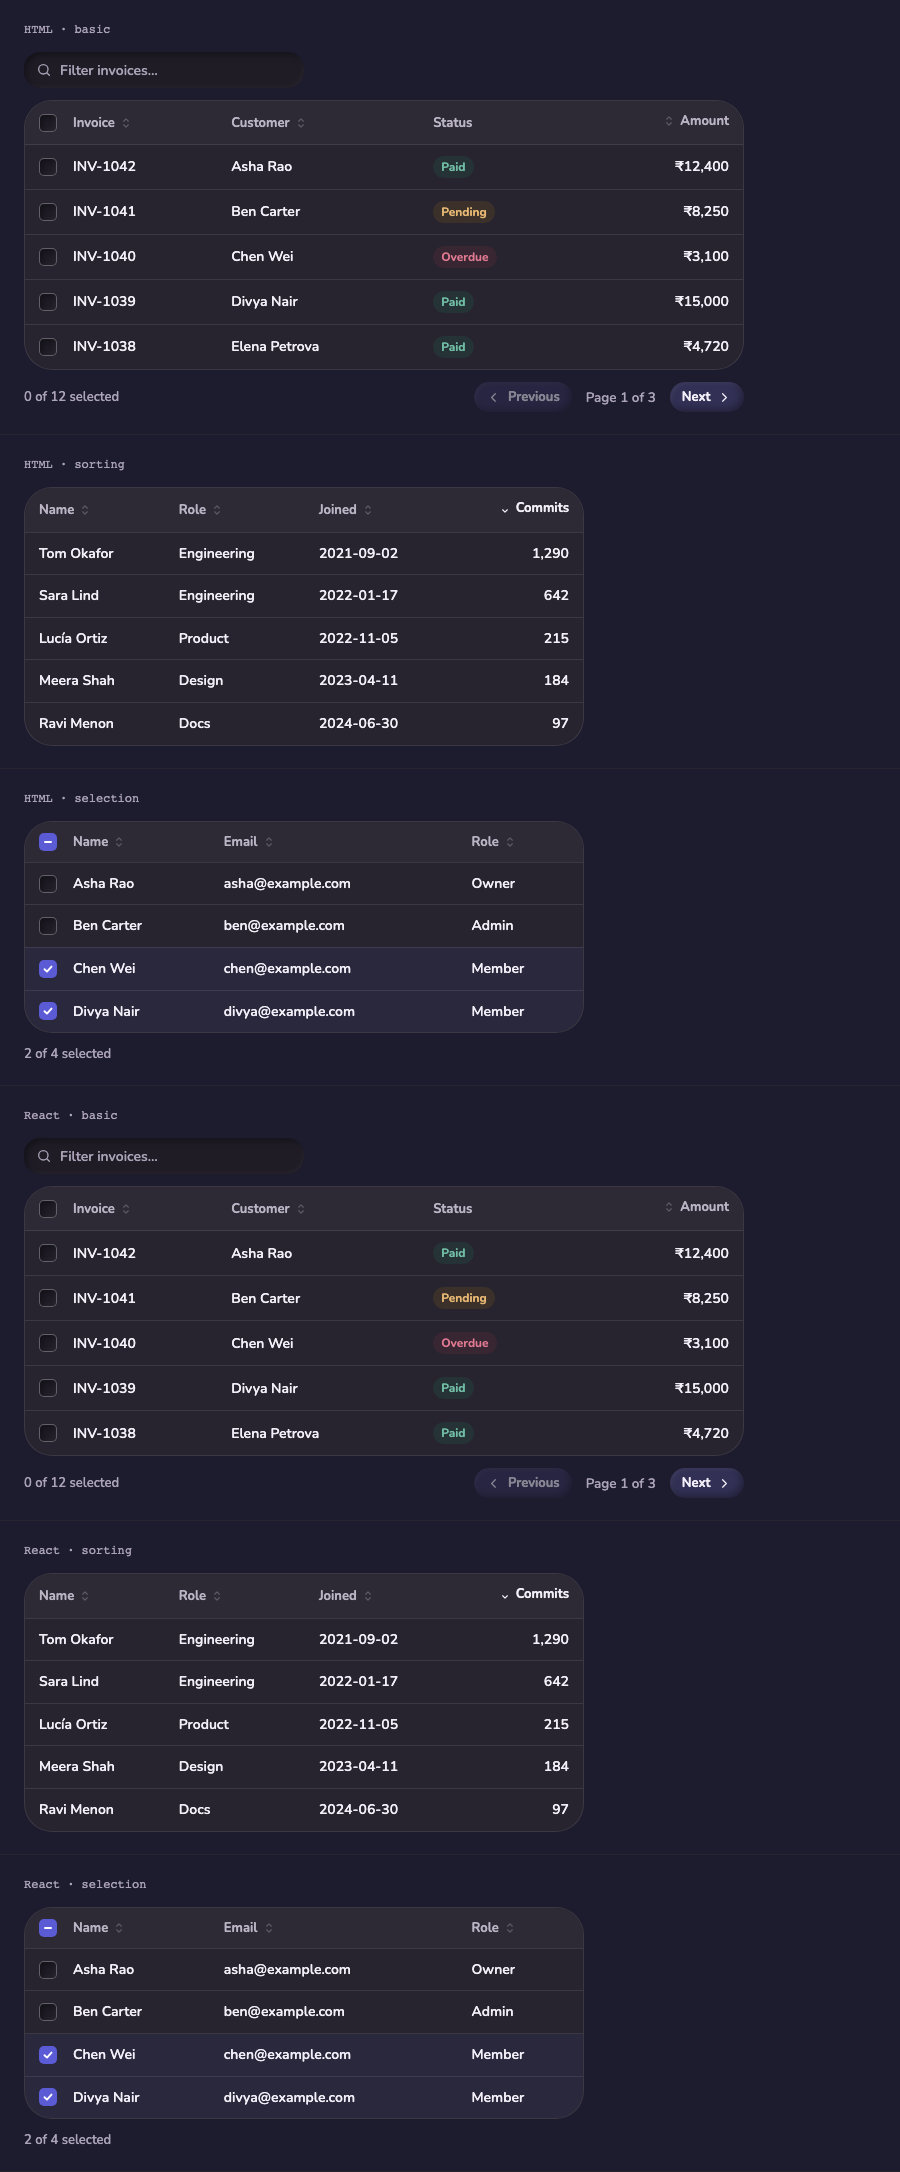 HTML · basic
Filter invoices...
Invoice Customer Status Amount
INV-1042 Asha Rao Paid ₹12,400
INV-1041 Ben Carter Pending ₹8,250
INV-1040 Chen Wei Overdue ₹3,100
INV-1039 Divya Nair Paid ₹15,000
INV-1038 Elena Petrova Paid ₹4,720
0 of 12 selected Previous Page 1 of 3 Next
HTML · sorting
Name Role Joined Commits
Tom Okafor Engineering 2021-09-02 1,290
Sara Lind Engineering 2022-01-17 642
Lucía Ortiz Product 2022-11-05 215
Meera Shah Design 2023-04-11 184
Ravi Menon Docs 2024-06-30 97
HTML · selection
Name Email Role
Asha Rao asha@example.com Owner
Ben Carter ben@example.com Admin
Chen Wei chen@example.com Member
Divya Nair divya@example.com Member
2 of 4 selected
React · basic
Filter invoices...
Invoice Customer Status Amount
INV-1042 Asha Rao Paid ₹12,400
INV-1041 Ben Carter Pending ₹8,250
INV-1040 Chen Wei Overdue ₹3,100
INV-1039 Divya Nair Paid ₹15,000
INV-1038 Elena Petrova Paid ₹4,720
0 of 12 selected Previous Page 1 of 3 Next
React · sorting
Name Role Joined Commits
Tom Okafor Engineering 2021-09-02 1,290
Sara Lind Engineering 2022-01-17 642
Lucía Ortiz Product 2022-11-05 215
Meera Shah Design 2023-04-11 184
Ravi Menon Docs 2024-06-30 97
React · selection
Name Email Role
Asha Rao asha@example.com Owner
Ben Carter ben@example.com Admin
Chen Wei chen@example.com Member
Divya Nair divya@example.com Member
2 of 4 selected